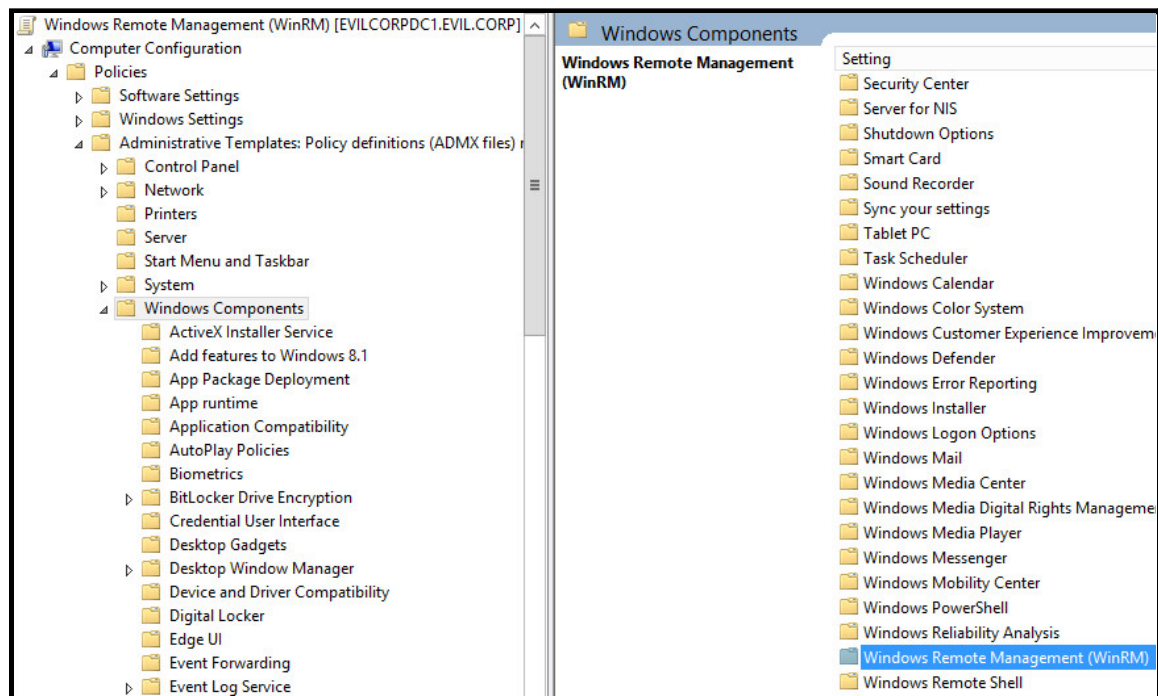 Windows Remote Management (WinRM) [EVILCORPDC1.EVIL.CORP]
Computer Configuration
Policies
Software Settings
Windows Settings
Administrative Templates: Policy definitions (ADMX files) r
Control Panel
Network
Printers
Server
Start Menu and Taskbar
System
Windows Components
ActiveX Installer Service
Add features to Windows 8.1
App Package Deployment
App runtime
Application Compatibility
AutoPlay Policies
Biometrics
BitLocker Drive Encryption
Credential User Interface
Desktop Gadgets
Desktop Window Manager
Device and Driver Compatibility
Digital Locker
Edge UI
Event Forwarding
Event Log Service
Windows Components
Windows Remote Management
(WinRM)
Setting
Security Center
Server for NIS
Shutdown Options
Smart Card
Sound Recorder
Sync your settings
Tablet PC
Task Scheduler
Windows Calendar
Windows Color System
Windows Customer Experience Improvem
Windows Defender
Windows Error Reporting
Windows Installer
Windows Logon Options
Windows Mail
Windows Media Center
Windows Media Digital Rights Manageme
Windows Media Player
Windows Messenger
Windows Mobility Center
Windows PowerShell
Windows Reliability Analysis
Windows Remote Management (WinRM)
Windows Remote Shell